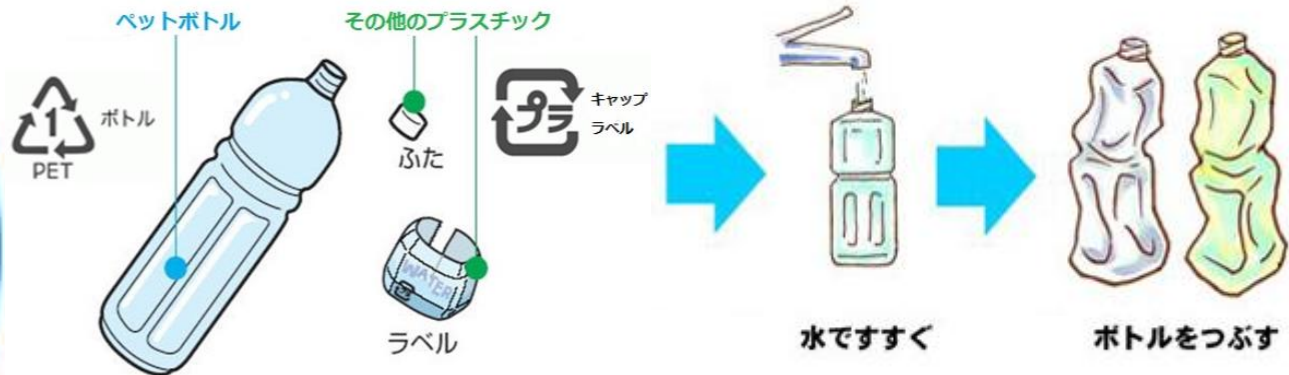 ペットボトル
その他のプラスチック
1
PET
ボトル
ふた
プラ
キャップ
ラベル
WATER
ラベル
水ですすぐ
ボトルをつぶす